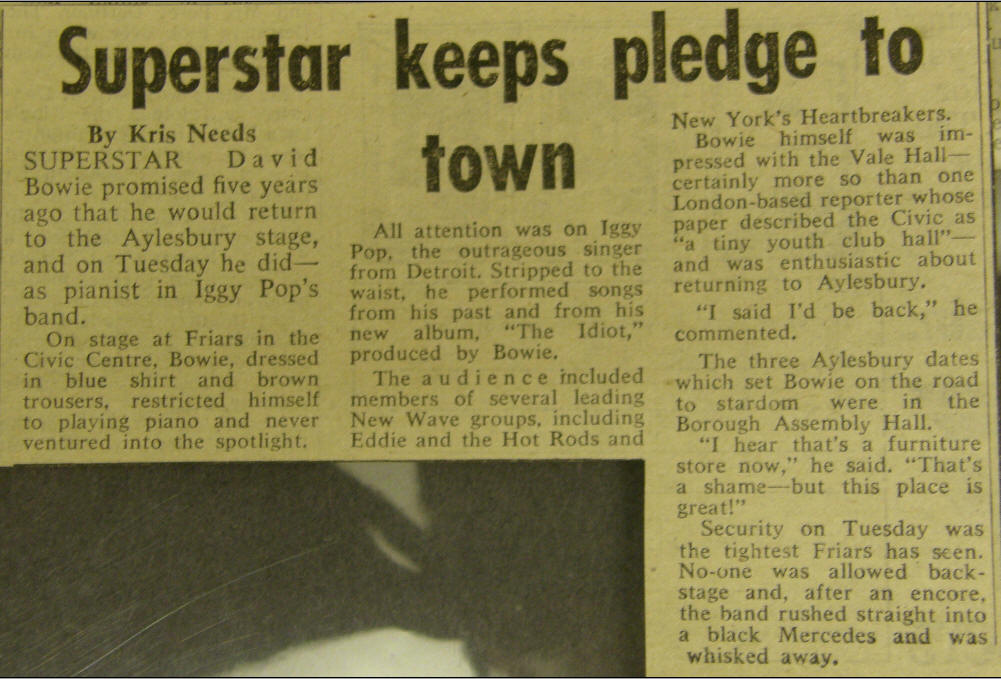 Superstar keeps pledge to
town
By Kris Needs
SUPERSTAR David
Bowie promised five years
ago that he would return
to the Aylesbury stage,
and on Tuesday he did—
as pianist in Iggy Pop's
band.
On stage at Friars in the
Civic Centre, Bowie, dressed
in blue shirt and brown
trousers, restricted himself
to playing piano and never
ventured into the spotlight.
All attention was on Iggy
Pop, the outrageous singer
from Detroit. Stripped to the
waist, he performed songs
from his past and from his
new album, "The Idiot,"
produced by Bowie.
The audience included
members of several leading
New Wave groups, including
Eddie and the Hot Rods and
New York's Heartbreakers.
Bowie himself was im-
pressed with the Vale Hall—
certainly more so than one
London-based reporter whose
paper described the Civic as
"a tiny youth club hall"—
and was enthusiastic about
returning to Aylesbury.
"I said I'd be back," he
commented.
The three Aylesbury dates
which set Bowie on the road
to stardom were in the
Borough Assembly Hall.
"I hear that's a furniture
store now," he said. "That's
a shame—but this place is
great!"
Security on Tuesday was
the tightest Friars has seen.
No-one was allowed back-
stage and, after an encore,
the band rushed straight into
a black Mercedes and was
whisked away.